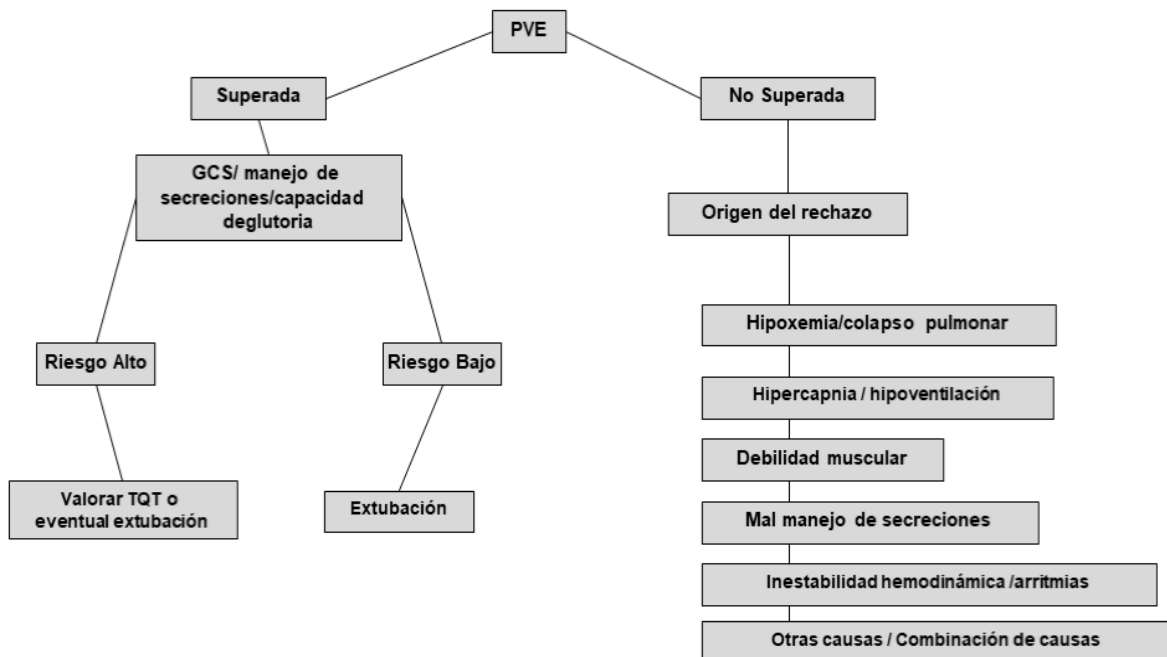 PVE
Superada
No Superada
GCS/ manejo de
secreciones/capacidad
deglutoria
Origen del rechazo
Hipoxemia/colapso pulmonar
Riesgo Alto
Riesgo Bajo
Hipercapnia / hipoventilación
Debilidad muscular
Valorar TQT o
eventual extubación
Extubación
Mal manejo de secreciones
Inestabilidad hemodinámica /arritmias
Otras causas / Combinación de causas